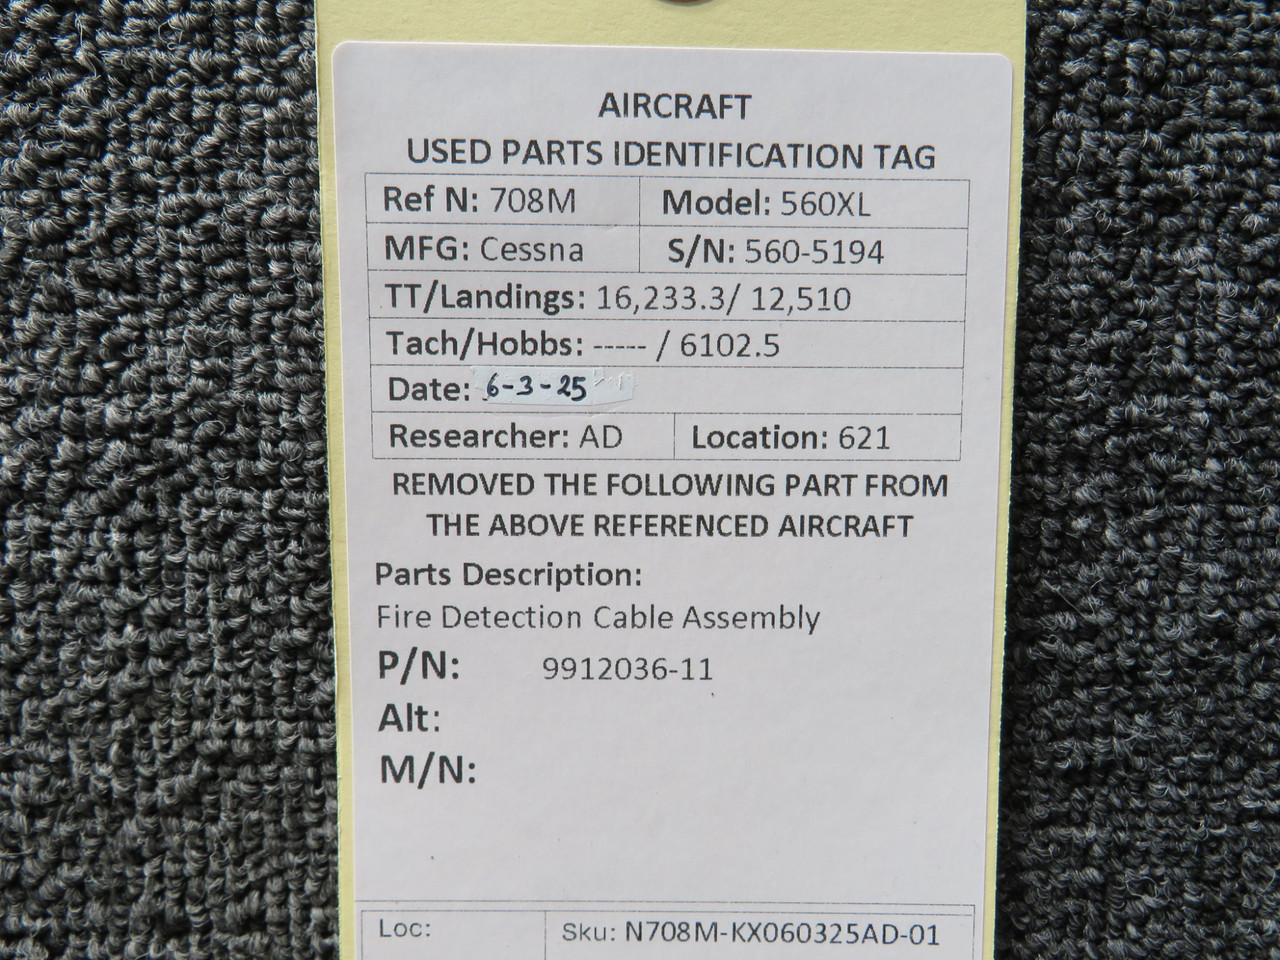 AIRCRAFT
USED PARTS IDENTIFICATION TAG
Ref N: 708M Model: 560XL
MFG: Cessna S/N: 560-5194
TT/Landings: 16,233.3/ 12,510
Tach/Hobbs: ----- / 6102.5
Date: 6-3-25
Researcher: AD Location: 621
REMOVED THE FOLLOWING PART FROM
THE ABOVE REFERENCED AIRCRAFT
Parts Description:
Fire Detection Cable Assembly
P/N: 9912036-11
Alt:
M/N:
Loc: Sku: N708M-KX060325AD-01